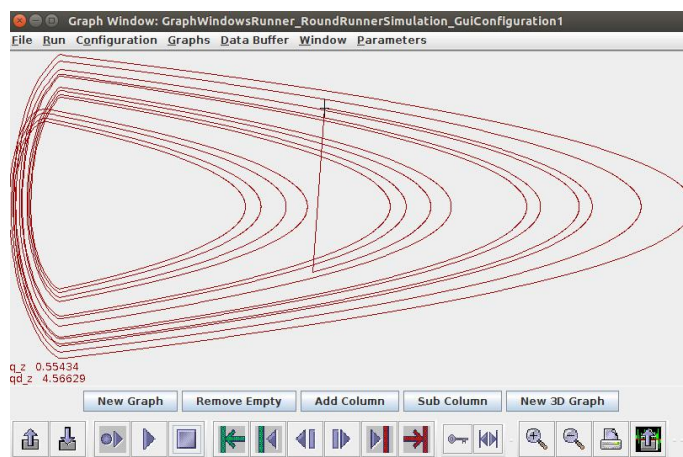 Graph Window: GraphWindowsRunner_RoundRunnerSimulation_GuiConfiguration1
File Run Configuration Graphs Data Buffer Window Parameters
q_z 0.55434
qd_z 4.56629
New Graph Remove Empty Add Column Sub Column New 3D Graph